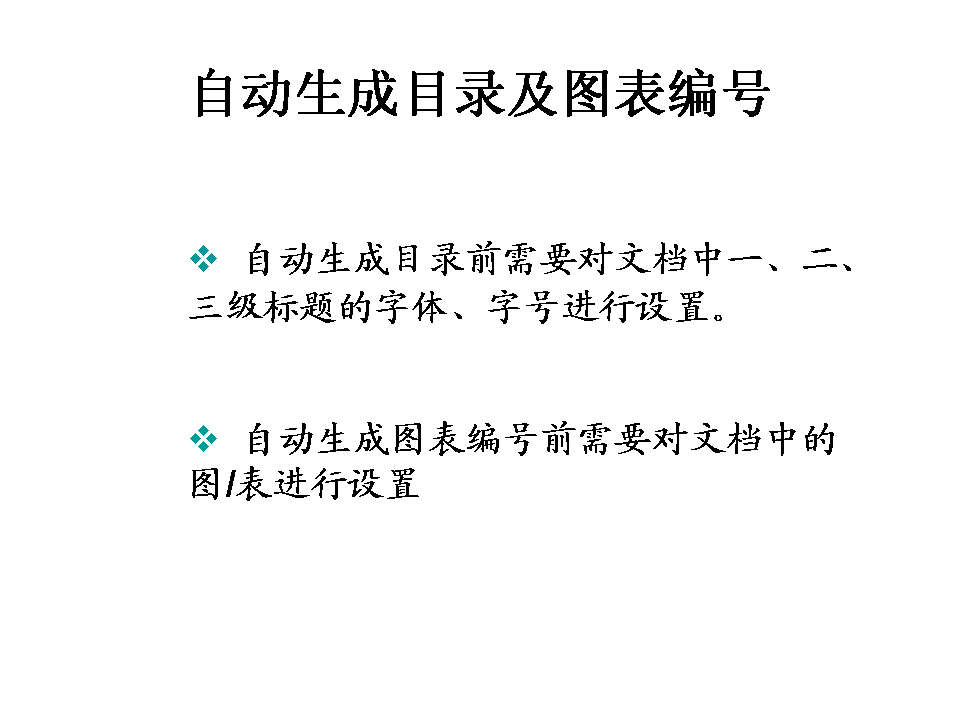 自动生成目录及图表编号
❖ 自动生成目录前需要对文档中一、二、
三级标题的字体、字号进行设置。
❖ 自动生成图表编号前需要对文档中的
图/表进行设置